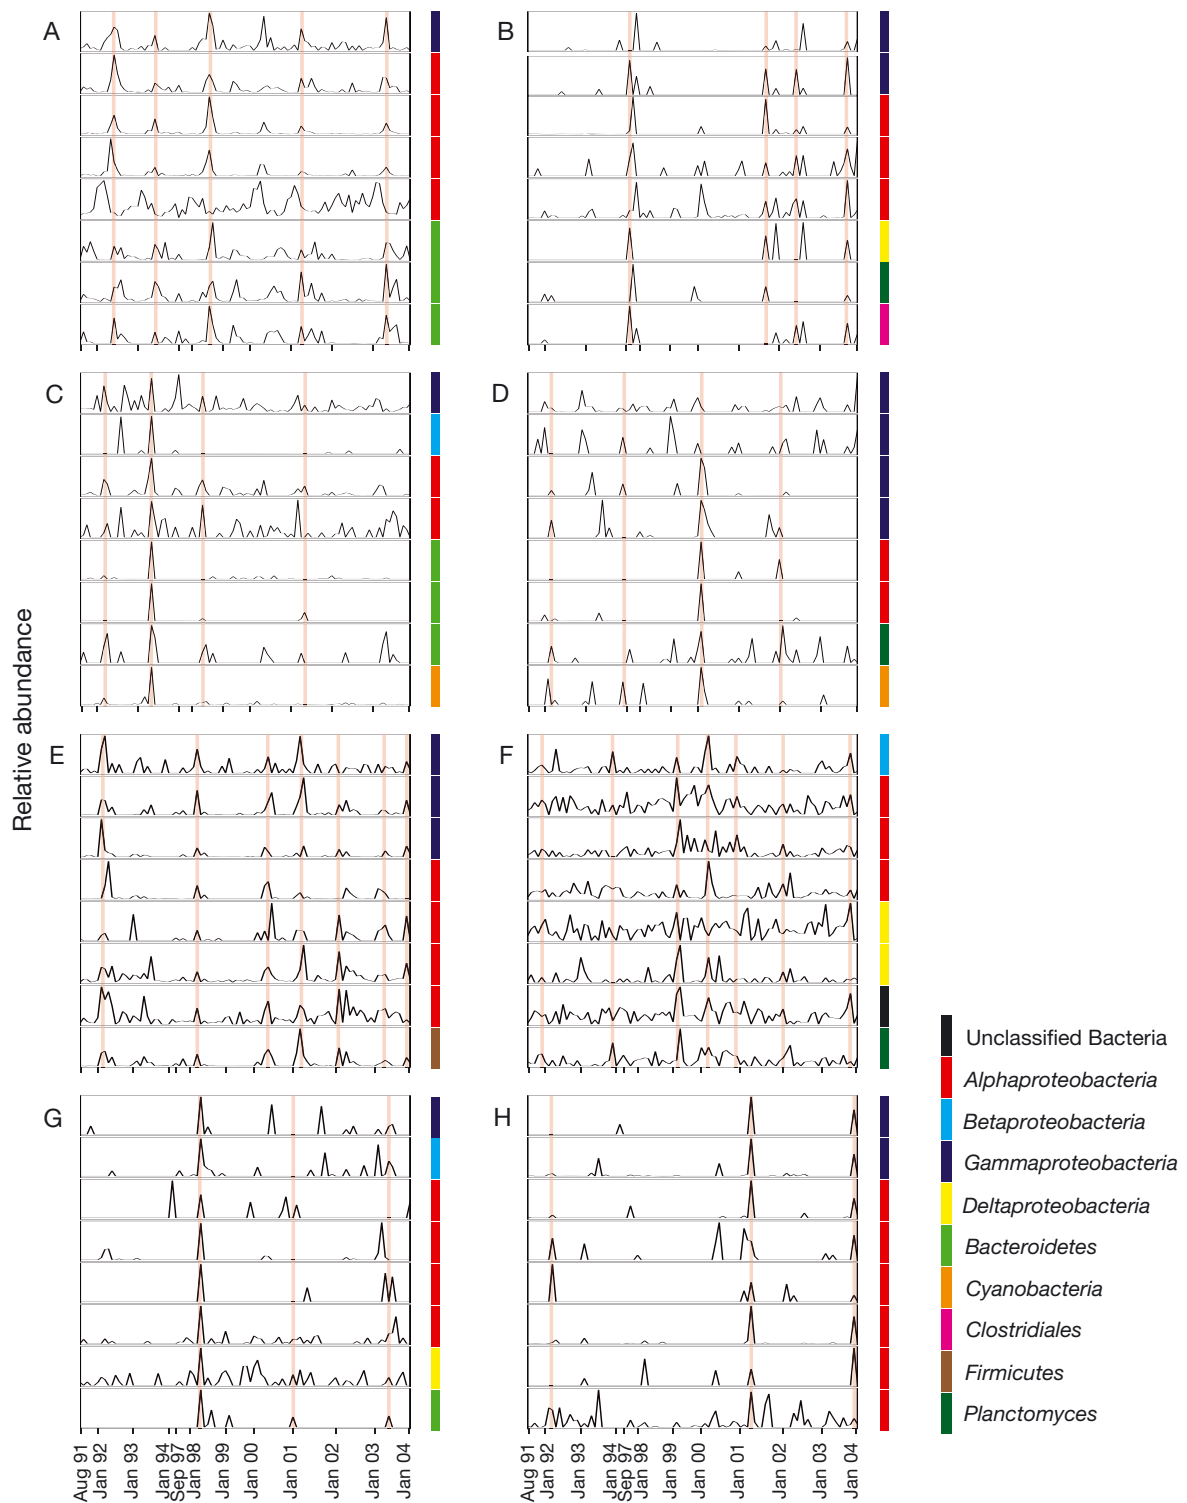 A
B
C
D
E
F
G
H
Relative abundance
Unclassified Bacteria
Alphaproteobacteria
Betaproteobacteria
Gammaproteobacteria
Deltaproteobacteria
Bacteroidetes
Cyanobacteria
Clostridiales
Firmicutes
Planctomyces
Aug 91
Jan 92
Jan 93
Jan 94
Sep 97
Jan 98
Jan 99
Jan 00
Jan 01
Jan 02
Jan 03
Jan 04
Aug 91
Jan 92
Jan 93
Jan 94
Sep 97
Jan 98
Jan 99
Jan 00
Jan 01
Jan 02
Jan 03
Jan 04